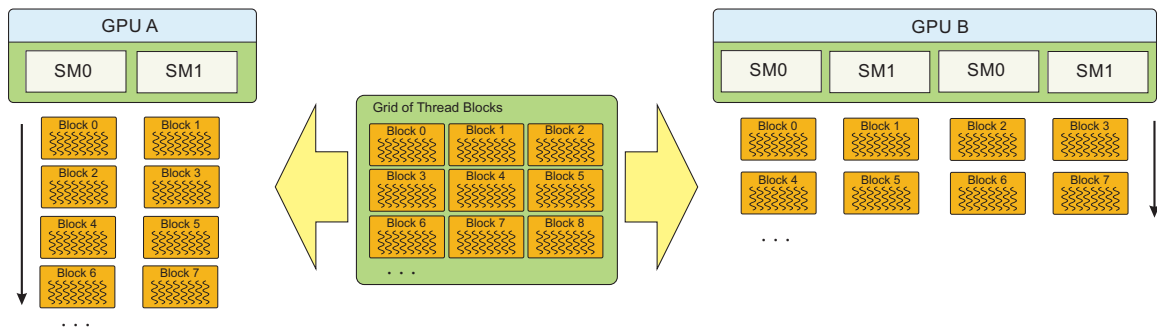 GPU A
SM0 SM1
Block 0 Block 1
Block 2 Block 3
Block 4 Block 5
Block 6 Block 7
. . .
Grid of Thread Blocks
Block 0 Block 1 Block 2
Block 3 Block 4 Block 5
Block 6 Block 7 Block 8
. . .
GPU B
SM0 SM1 SM0 SM1
Block 0 Block 1 Block 2 Block 3
Block 4 Block 5 Block 6 Block 7
. . .